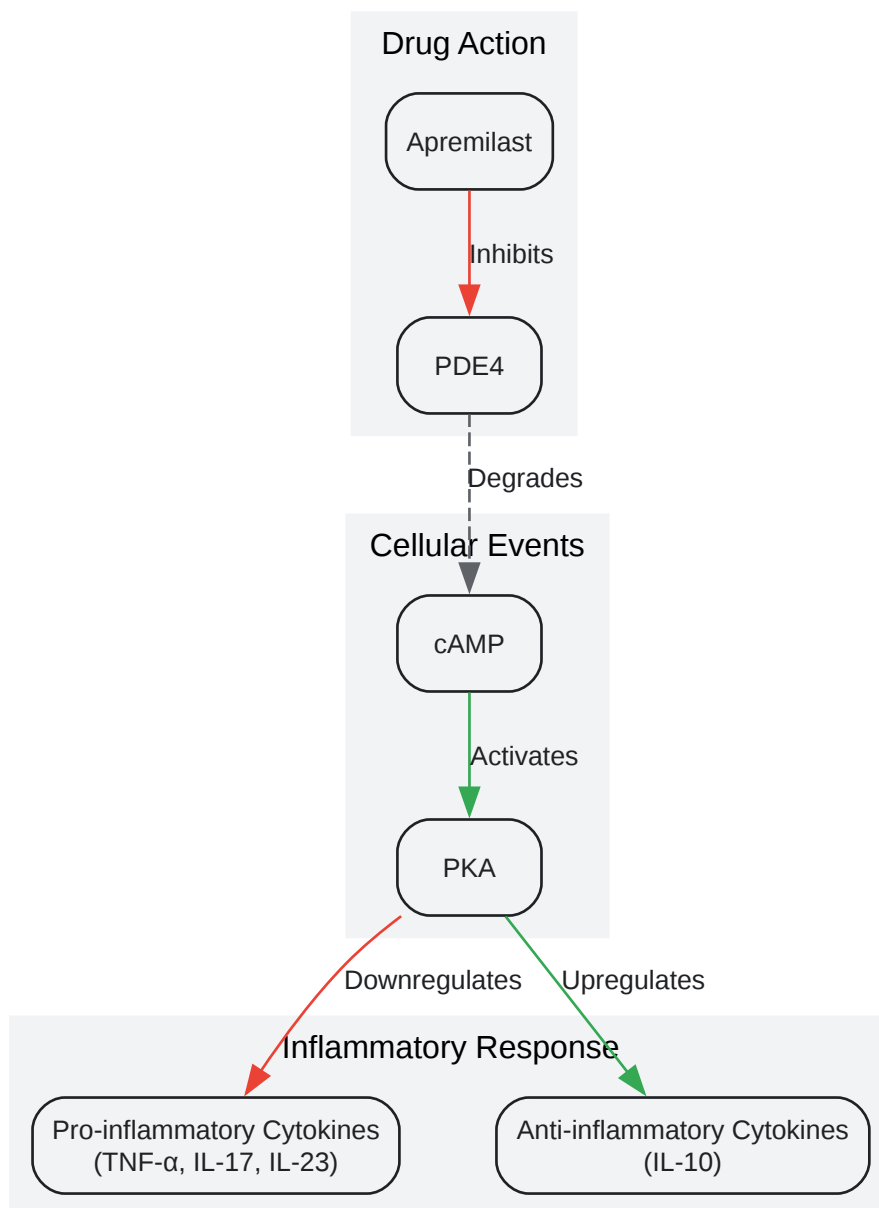 Drug Action
Apremilast
Inhibits
PDE4
Degrades
Cellular Events
cAMP
Activates
PKA
Downregulates
Upregulates
Inflammatory Response
Pro-inflammatory Cytokines
(TNF-α, IL-17, IL-23)
Anti-inflammatory Cytokines
(IL-10)